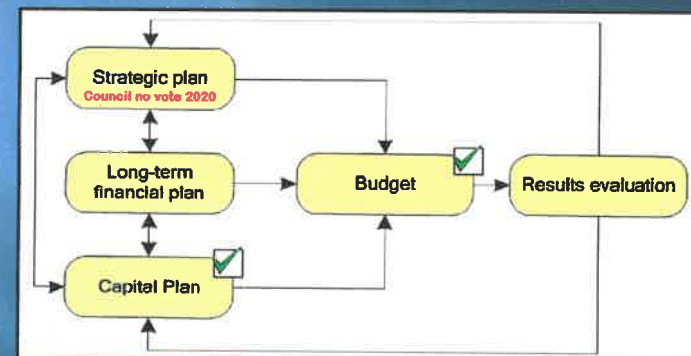 Strategic plan
Council no vote 2020
Long-term
financial plan
Budget
Results evaluation
Capital Plan